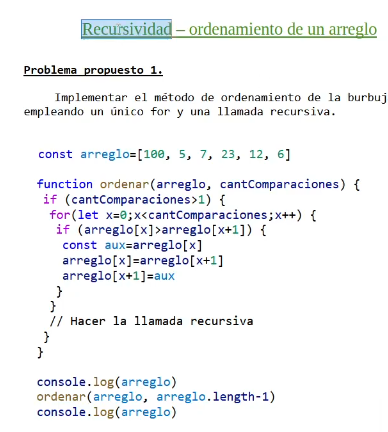 Recursividad – ordenamiento de un arreglo
Problema propuesto 1.
Implementar el método de ordenamiento de la burbuj
empleando un único for y una llamada recursiva.
const arreglo=[100, 5, 7, 23, 12, 6]
function ordenar(arreglo, cantComparaciones) {
if (cantComparaciones>1) {
for(let x=0;x<cantComparaciones;x++) {
if (arreglo[x]>arreglo[x+1]) {
const aux=arreglo[x]
arreglo[x]=arreglo[x+1]
arreglo[x+1]=aux
}
}
// Hacer la llamada recursiva
}
}
console.log(arreglo)
ordenar(arreglo, arreglo.length-1)
console.log(arreglo)